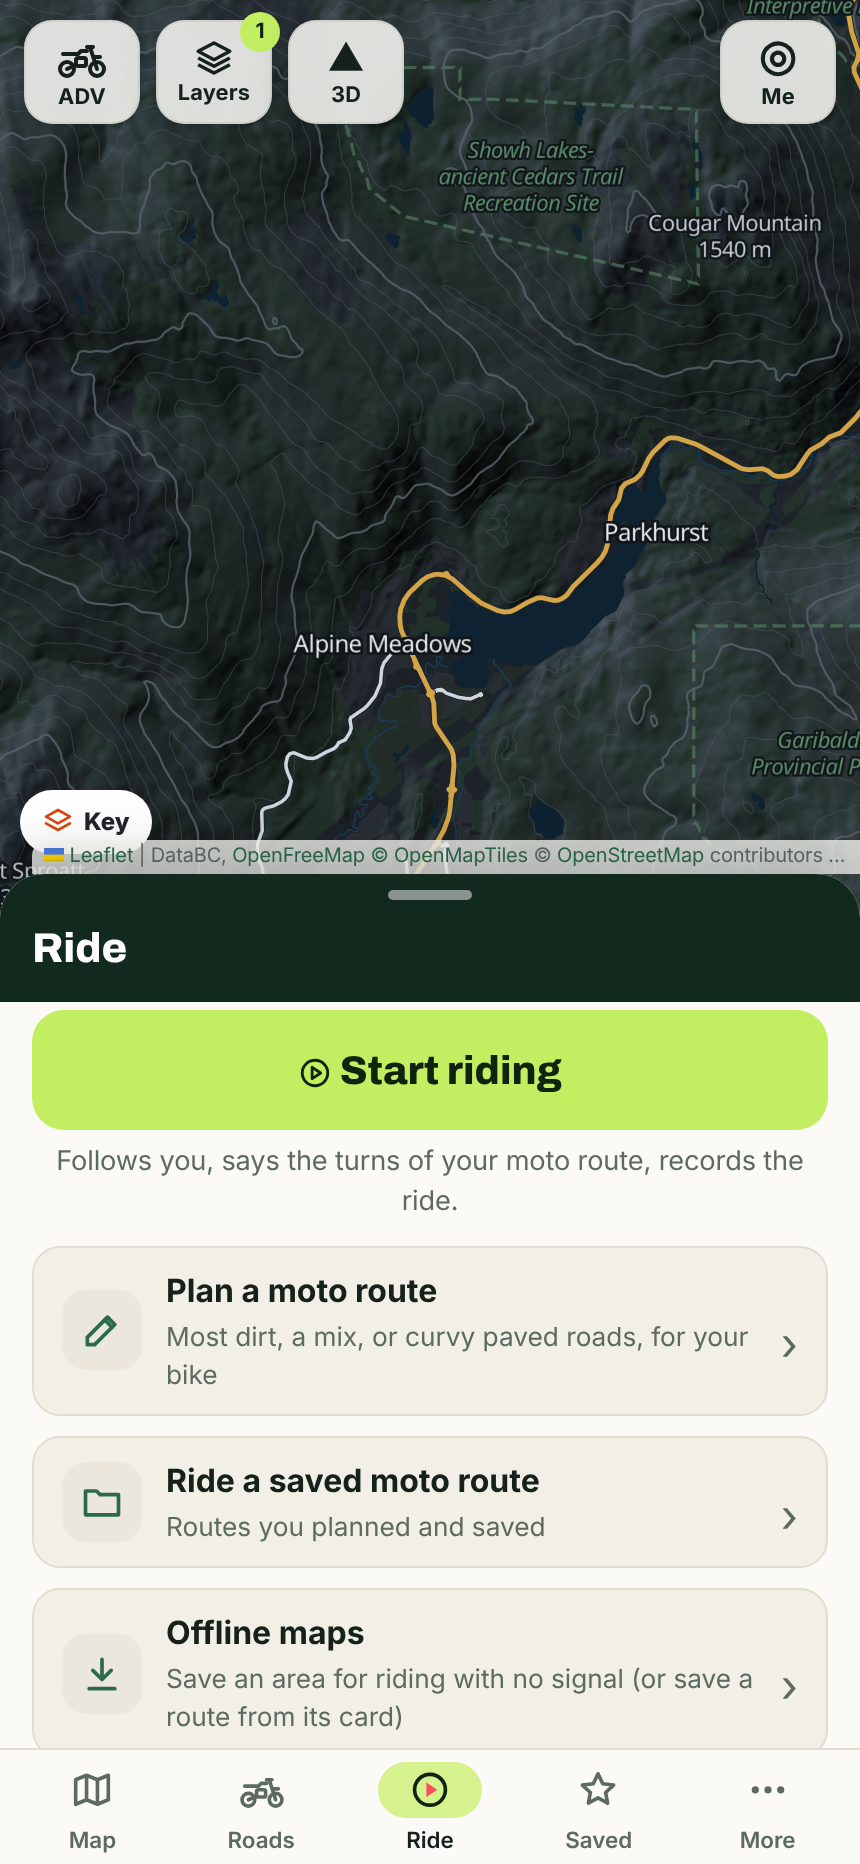 Interpretive
ADV
Layers
1
3D
Me
Showh Lakes-
ancient Cedars Trail
Recreation Site
Cougar Mountain
1540 m
Parkhurst
Alpine Meadows
Garibald
Provincial P
Key
Leaflet | DataBC, OpenFreeMap © OpenMapTiles © OpenStreetMap contributors ...
t Sproatt
Ride
Start riding
Follows you, says the turns of your moto route, records the
ride.
Plan a moto route
Most dirt, a mix, or curvy paved roads, for your
bike
Ride a saved moto route
Routes you planned and saved
Offline maps
Save an area for riding with no signal (or save a
route from its card)
Map
Roads
Ride
Saved
More